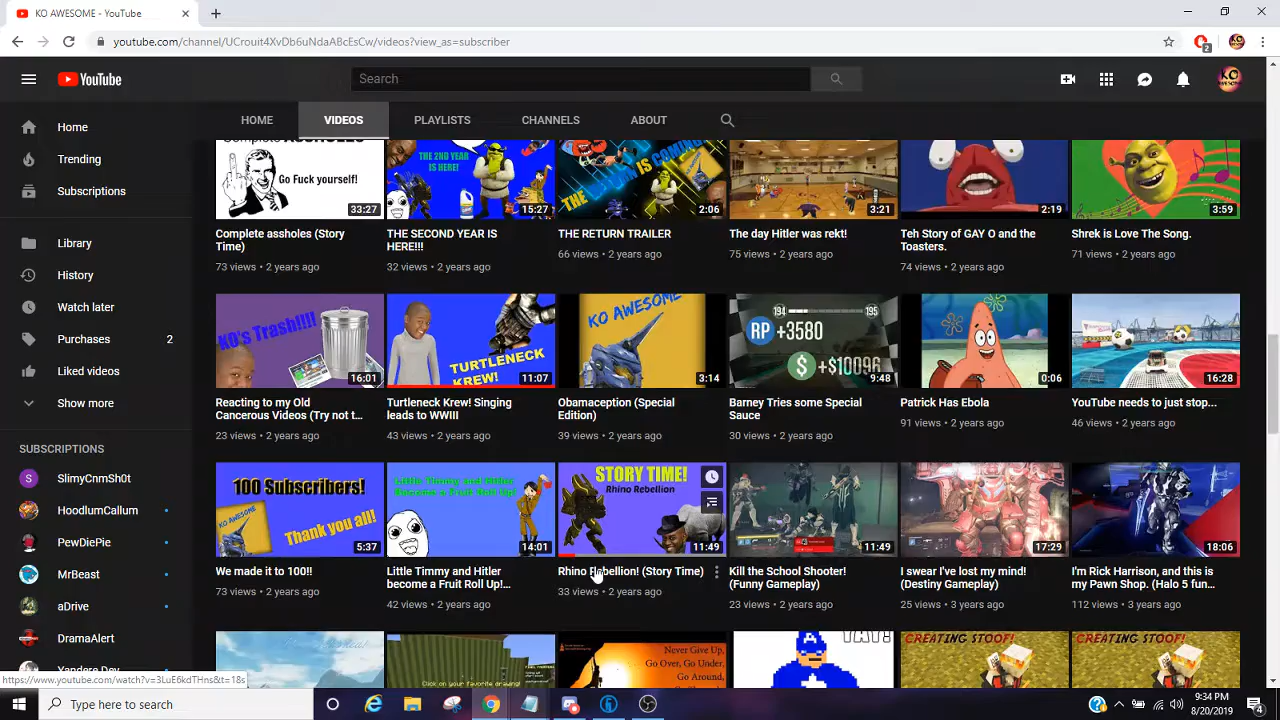 KO AWESOME - YouTube
youtube.com/channel/UCrouit4XvDb6uNdaABcEsCw/videos?view_as=subscriber
2
YouTube
Search
HOME
VIDEOS
PLAYLISTS
CHANNELS
ABOUT
Home
Trending
Subscriptions
Library
History
Watch later
Purchases 2
Liked videos
Show more
SUBSCRIPTIONS
SlimyCnmSh0t
HoodlumCallum
PewDiePie
MrBeast
aDrive
DramaAlert
Yandere Dev
Go Fuck yourself!
33:27
Complete assholes (Story
Time)
73 views • 2 years ago
THE 2ND YEAR
IS HERE!
15:27
THE SECOND YEAR IS
HERE!!!
32 views • 2 years ago
IS COMING
2:06
THE RETURN TRAILER
66 views • 2 years ago
3:21
The day Hitler was rekt!
75 views • 2 years ago
2:19
Teh Story of GAY O and the
Toasters.
74 views • 2 years ago
3:59
Shrek is Love The Song.
71 views • 2 years ago
KO's Trash!!!!
16:01
Reacting to my Old
Cancerous Videos (Try not t...
23 views • 2 years ago
TURTLENECK
KREW!
11:07
Turtleneck Krew! Singing
leads to WWIII
43 views • 2 years ago
KO AWESOME
3:14
Obamaception (Special
Edition)
39 views • 2 years ago
194 195
RP +3580
$ +$10096
9:48
Barney Tries some Special
Sauce
30 views • 2 years ago
0:06
Patrick Has Ebola
91 views • 2 years ago
16:28
YouTube needs to just stop...
46 views • 2 years ago
100 Subscribers!
Thank you all!
5:37
We made it to 100!!
73 views • 2 years ago
Little Timmy and Hitler
Become a Fruit Roll Up!
14:01
Little Timmy and Hitler
become a Fruit Roll Up!...
42 views • 2 years ago
STORY TIME!
Rhino Rebellion
11:49
Rhino Rebellion! (Story Time)
33 views • 2 years ago
11:49
Kill the School Shooter!
(Funny Gameplay)
23 views • 2 years ago
17:29
I swear I've lost my mind!
(Destiny Gameplay)
25 views • 3 years ago
18:06
I'm Rick Harrison, and this is
my Pawn Shop. (Halo 5 fun...
112 views • 3 years ago
Click on your favorite drawing!
Never Give Up,
Go Over, Go Under,
Go Around,
YAY!
CREATING STOOF!
CREATING STOOF!
https://www.youtube.com/watch?v=3LuE6kdTHns&t=18s
Type here to search
9:34 PM
8/20/2019
4